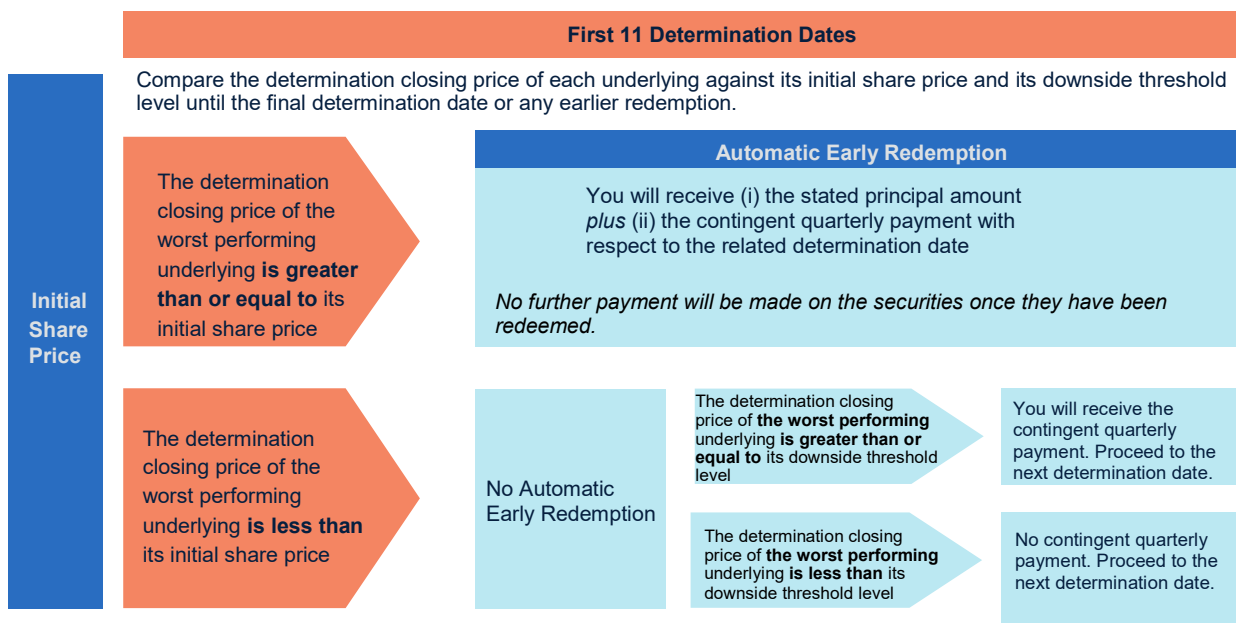 First 11 Determination Dates
Compare the determination closing price of each underlying against its initial share price and its downside threshold
level until the final determination date or any earlier redemption.
Initial
Share
Price
The determination
closing price of the
worst performing
underlying is greater
than or equal to its
initial share price
Automatic Early Redemption
You will receive (i) the stated principal amount
plus (ii) the contingent quarterly payment with
respect to the related determination date
No further payment will be made on the securities once they have been
redeemed.
The determination
closing price of the
worst performing
underlying is less than
its initial share price
No Automatic
Early Redemption
The determination closing
price of the worst performing
underlying is greater than or
equal to its downside threshold
level
You will receive the
contingent quarterly
payment. Proceed to the
next determination date.
The determination closing
price of the worst performing
underlying is less than its
downside threshold level
No contingent quarterly
payment. Proceed to the
next determination date.